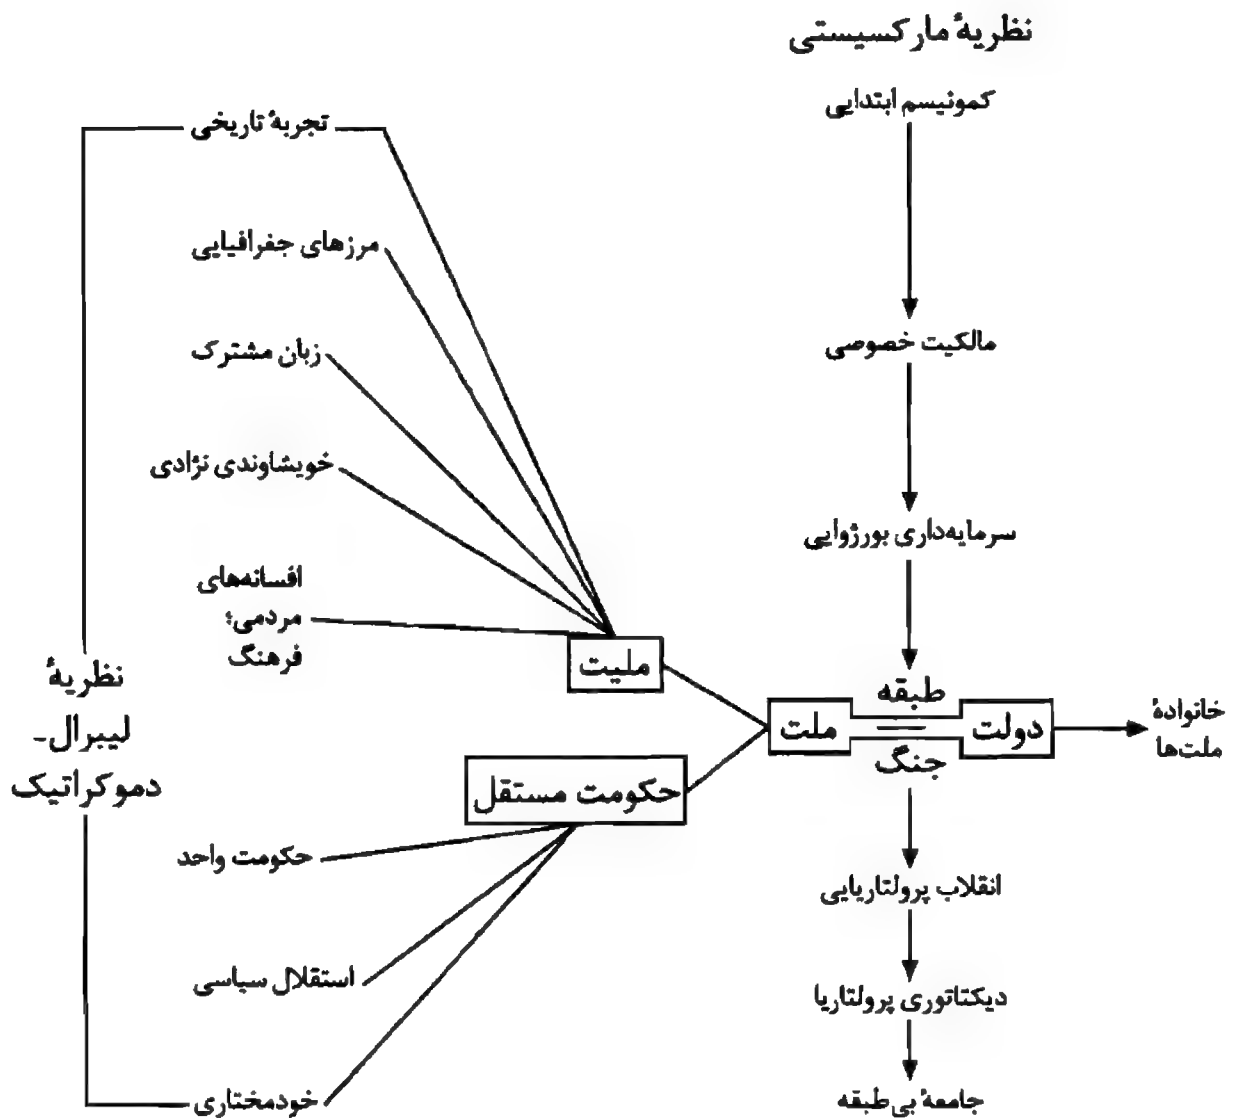 نظریهٔ مارکسیستی
کمونیسم ابتدایی
مالکیت خصوصی
سرمایه‌داری بورژوایی
طبقه
جنگ
انقلاب پرولتاریایی
دیکتاتوری پرولتاریا
جامعهٔ بی‌طبقه
خانوادهٔ
ملت‌ها
دولت
ملت
ملیت
حکومت مستقل
تجربهٔ تاریخی
مرزهای جغرافیایی
زبان مشترک
خویشاوندی نژادی
افسانه‌های
مردمی؛
فرهنگ
حکومت واحد
استقلال سیاسی
خودمختاری
نظریهٔ
لیبرال-
دموکراتیک